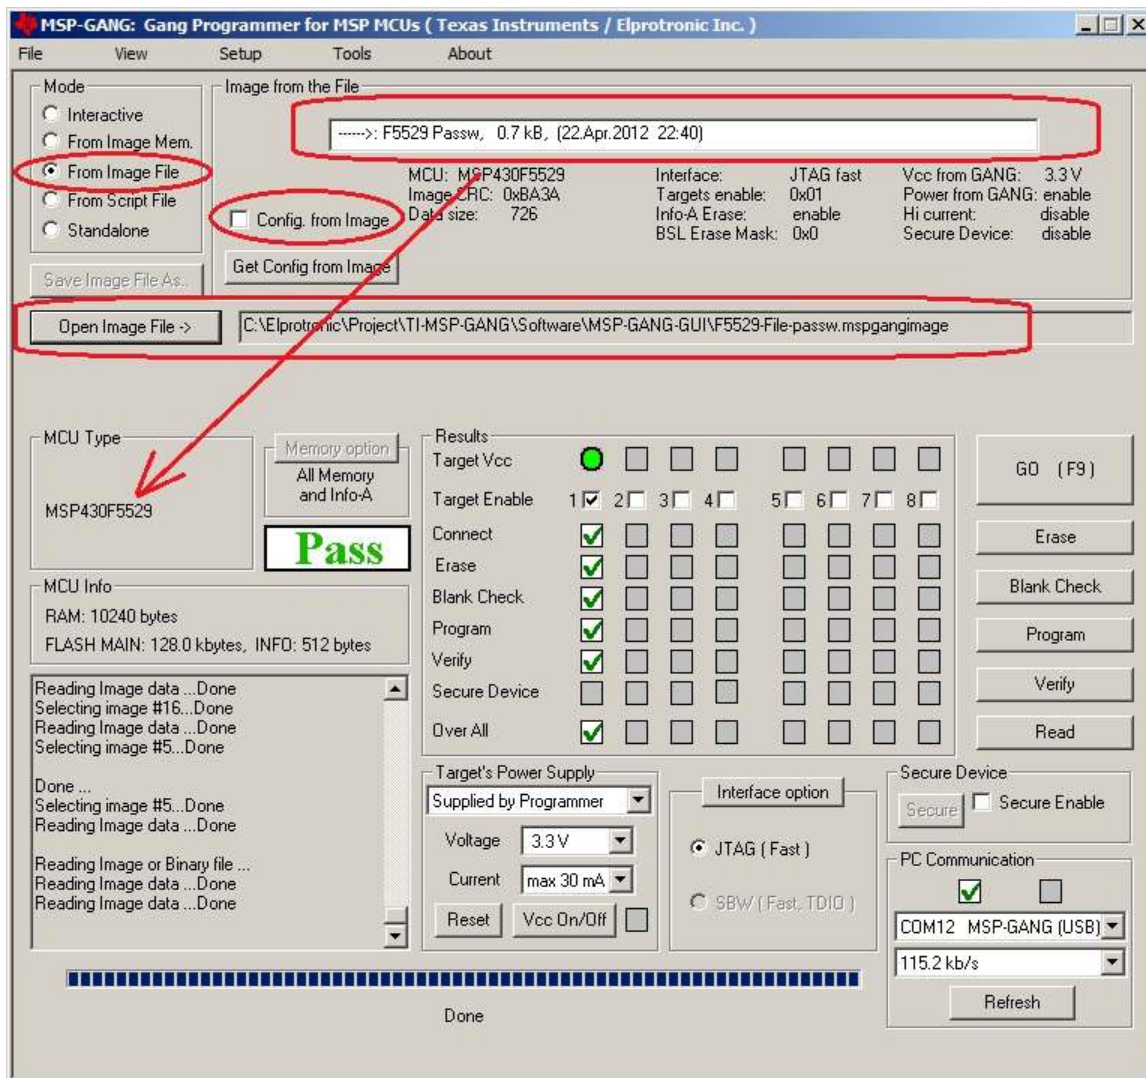 MSP-GANG: Gang Programmer for MSP MCUs ( Texas Instruments / Elprotronic Inc. )
File View Setup Tools About
Mode
Interactive
From Image Mem.
From Image File
From Script File
Standalone
Save Image File As..
Image from the File
----->: F5529 Passw, 0.7 kB, (22.Apr.2012 22:40)
Config. from Image
Get Config from Image
MCU: MSP430F5529
Image CRC: 0xBA3A
Data size: 726
Interface: JTAG fast
Targets enable: 0x01
Info-A Erase: enable
BSL Erase Mask: 0x0
Vcc from GANG: 3.3 V
Power from GANG: enable
Hi current: disable
Secure Device: disable
Open Image File ->
C:\Elprotronic\Project\TI-MSP-GANG\Software\MSP-GANG-GUI\F5529-File-passw.mspgangimage
MCU Type
MSP430F5529
Memory option
All Memory
and Info-A
Pass
MCU Info
RAM: 10240 bytes
FLASH MAIN: 128.0 kbytes, INFO: 512 bytes
Reading Image data ...Done
Selecting image #16...Done
Reading Image data ...Done
Selecting image #5...Done
Done ...
Selecting image #5...Done
Reading Image data ...Done
Reading Image or Binary file ...
Reading Image data ...Done
Reading Image data ...Done
Results
Target Vcc
Target Enable 1 2 3 4 5 6 7 8
Connect
Erase
Blank Check
Program
Verify
Secure Device
Over All
GO (F9)
Erase
Blank Check
Program
Verify
Read
Target's Power Supply
Supplied by Programmer
Voltage 3.3 V
Current max 30 mA
Reset Vcc On/Off
Interface option
JTAG ( Fast )
SBW ( Fast, TDIO )
Secure Device
Secure Secure Enable
PC Communication
COM12 MSP-GANG (USB)
115.2 kb/s
Refresh
Done